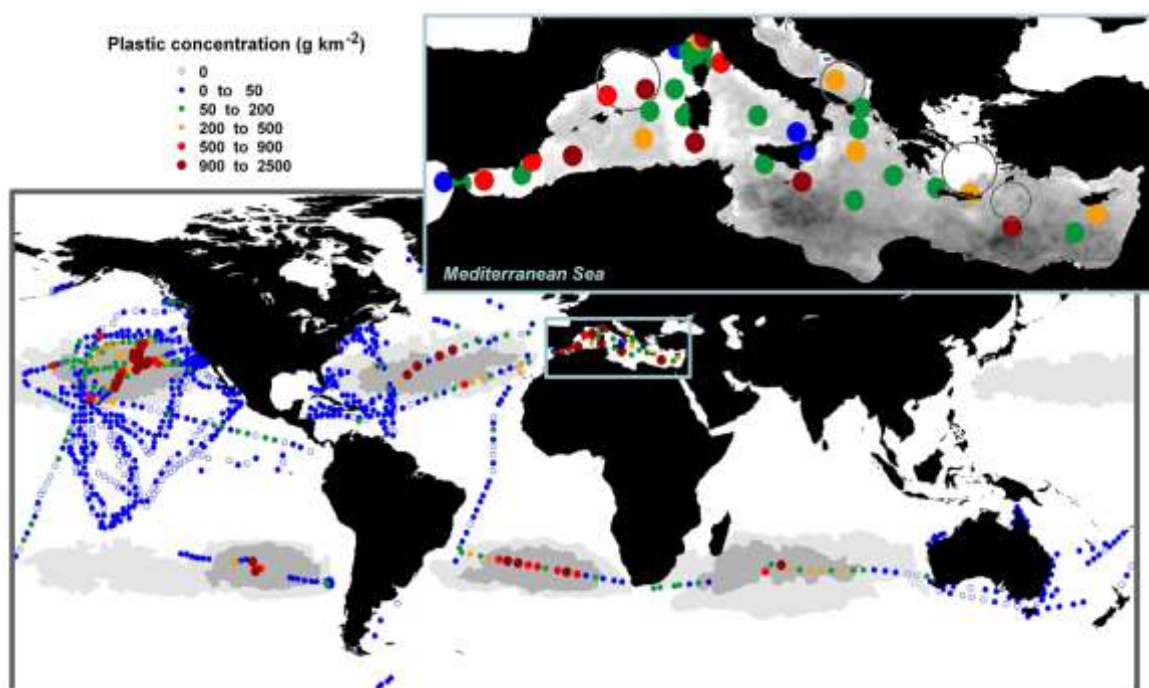 Plastic concentration (g km-2)
0
0 to 50
50 to 200
200 to 500
500 to 900
900 to 2500
Mediterranean Sea